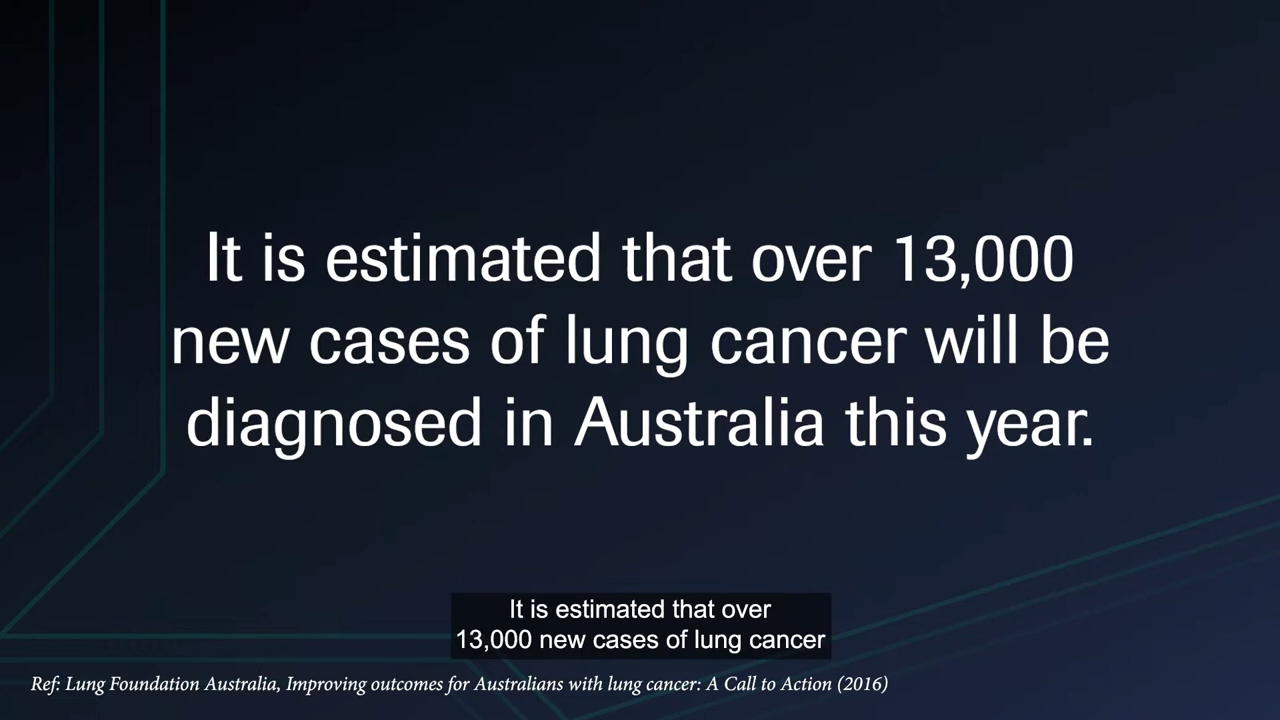 It is estimated that over 13,000
new cases of lung cancer will be
diagnosed in Australia this year.
It is estimated that over
13,000 new cases of lung cancer
Ref: Lung Foundation Australia, Improving outcomes for Australians with lung cancer: A Call to Action (2016)